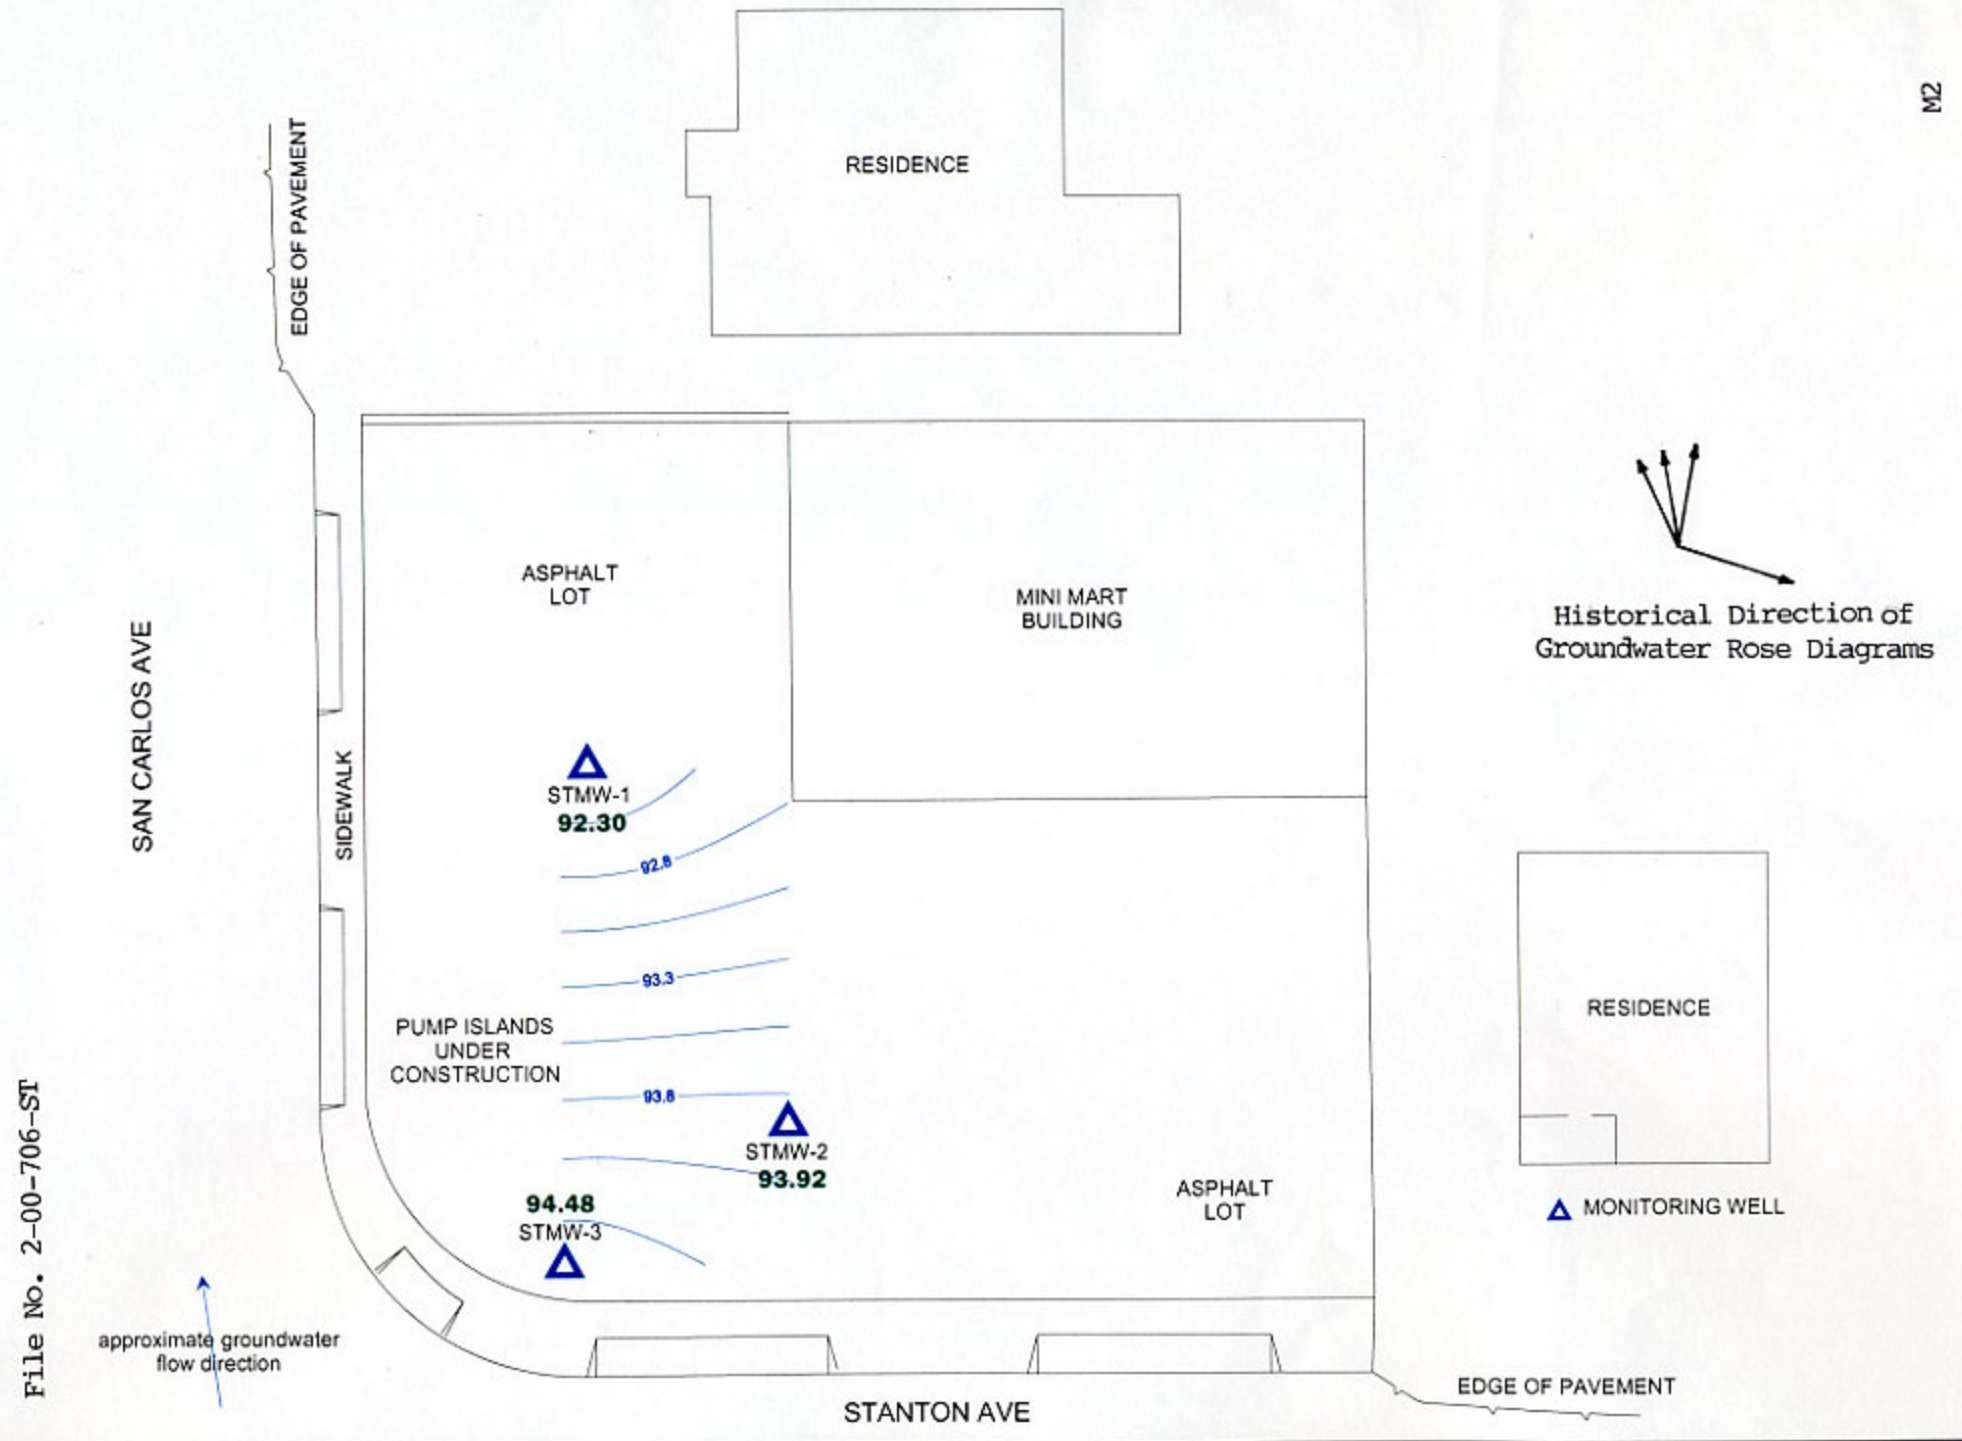 M2
EDGE OF PAVEMENT
RESIDENCE
ASPHALT
LOT
MINI MART
BUILDING
Historical Direction of
Groundwater Rose Diagrams
SAN CARLOS AVE
SIDEWALK
STMW-1
92.30
92.8
93.3
PUMP ISLANDS
UNDER
CONSTRUCTION
93.8
RESIDENCE
STMW-2
93.92
94.48
STMW-3
ASPHALT
LOT
MONITORING WELL
File No. 2-00-706-ST
approximate groundwater
flow direction
EDGE OF PAVEMENT
STANTON AVE